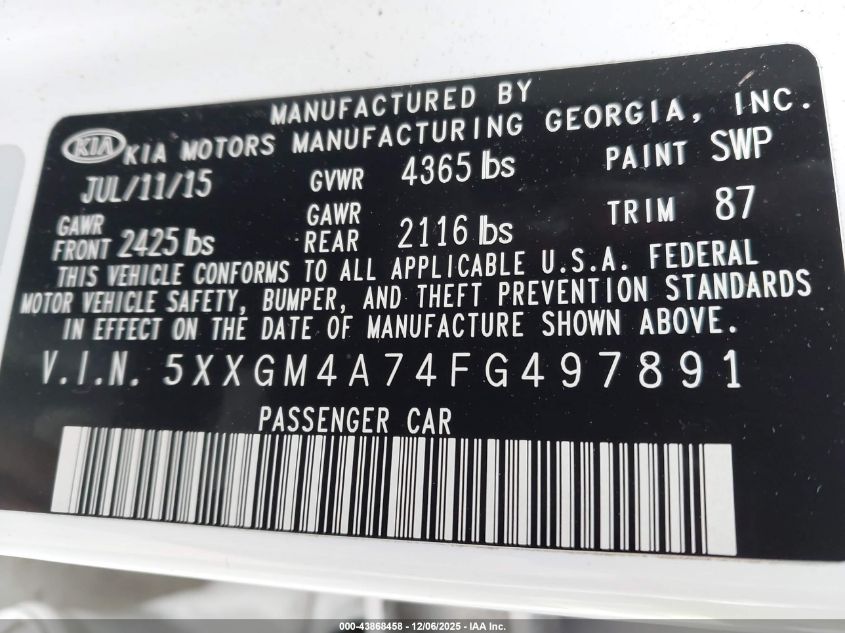 MANUFACTURED BY
KIA KIA MOTORS MANUFACTURING GEORGIA, INC.
JUL/11/15 GVWR 4365 lbs PAINT SWP
GAWR FRONT 2425 lbs GAWR REAR 2116 lbs TRIM 87
THIS VEHICLE CONFORMS TO ALL APPLICABLE U.S.A. FEDERAL
MOTOR VEHICLE SAFETY, BUMPER, AND THEFT PREVENTION STANDARDS
IN EFFECT ON THE DATE OF MANUFACTURE SHOWN ABOVE.
V.I.N. 5XXGM4A74FG497891
PASSENGER CAR
000-43868458 - 12/06/2025 - IAA Inc.